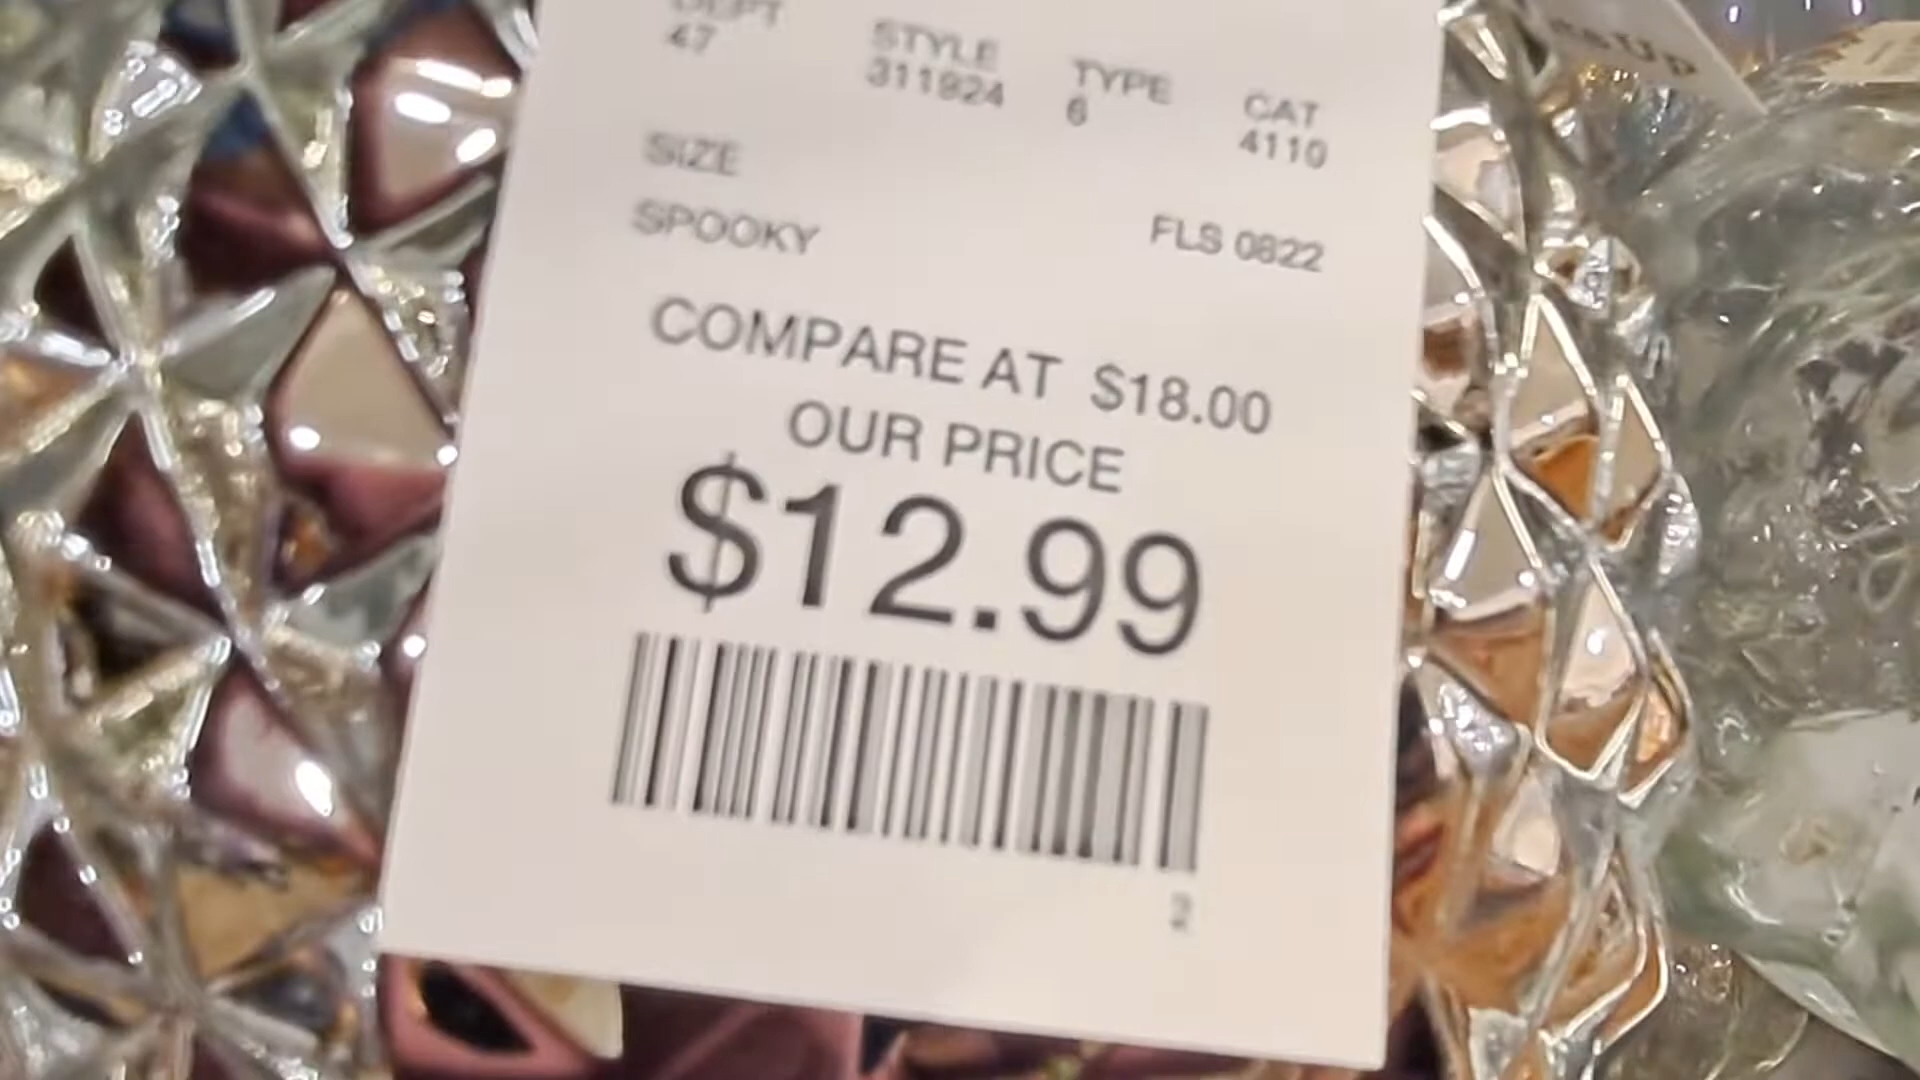 DEPT STYLE TYPE CAT
47 311924 6 4110
SIZE
SPOOKY FLS 0822
COMPARE AT $18.00
OUR PRICE
$12.99
2